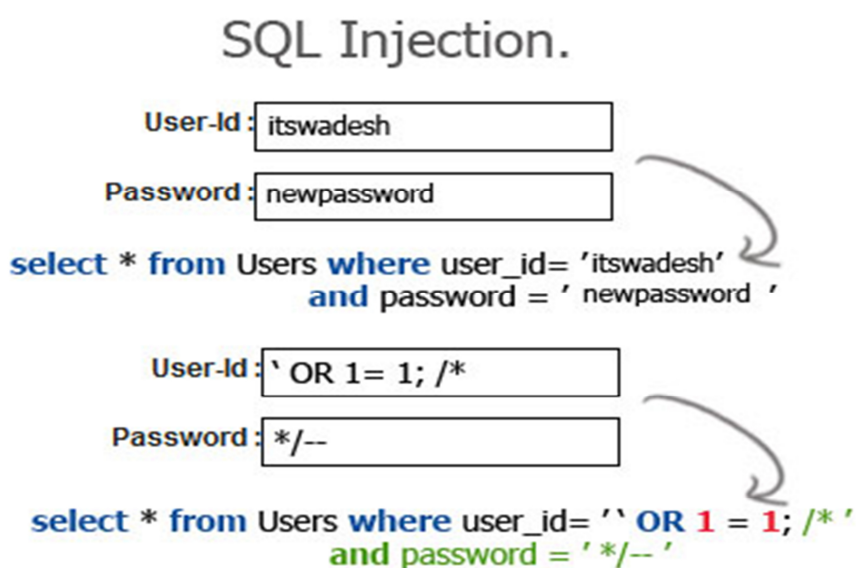 SQL Injection.
User-Id : itswadesh
Password : newpassword
select * from Users where user_id= ’itswadesh’
and password = ’ newpassword ’
User-Id : ‵ OR 1= 1; /*
Password : */--
select * from Users where user_id= ’‵ OR 1 = 1; /* ’
and password = ’ */-- ’